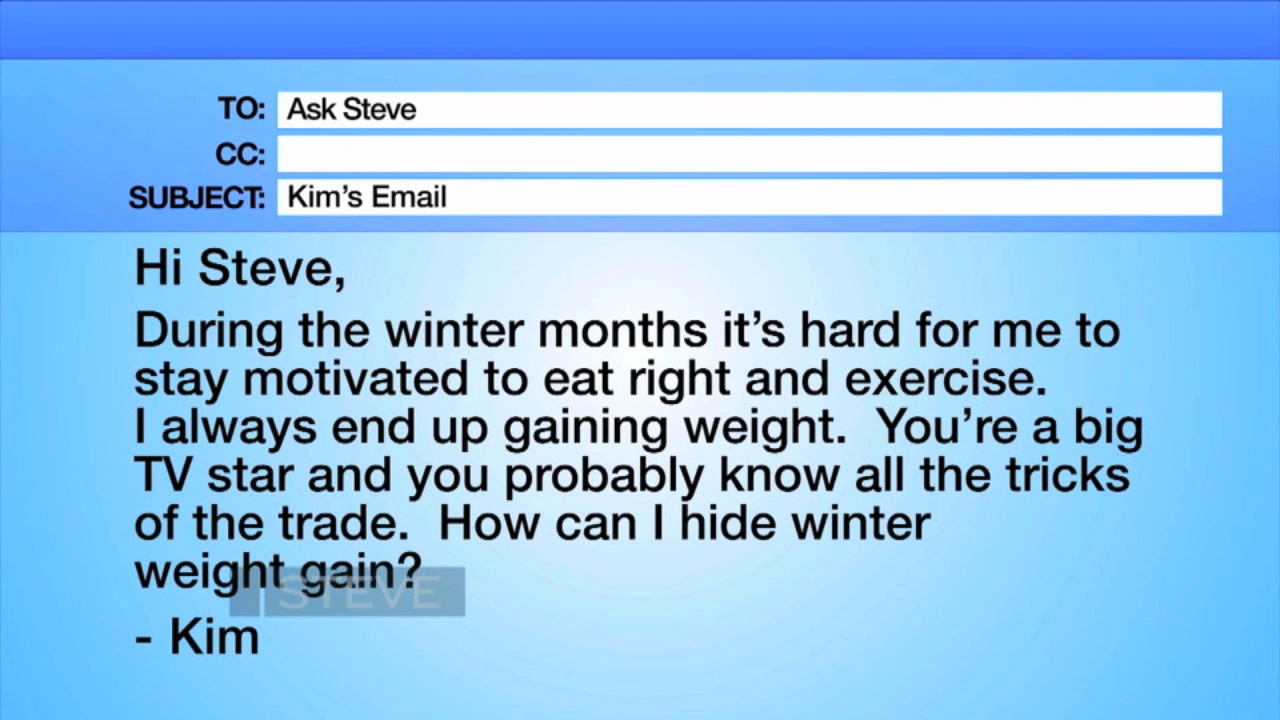 TO: Ask Steve
CC:
SUBJECT: Kim's Email
Hi Steve,
During the winter months it's hard for me to
stay motivated to eat right and exercise.
I always end up gaining weight.  You're a big
TV star and you probably know all the tricks
of the trade.  How can I hide winter
weight gain?
STEVE
- Kim